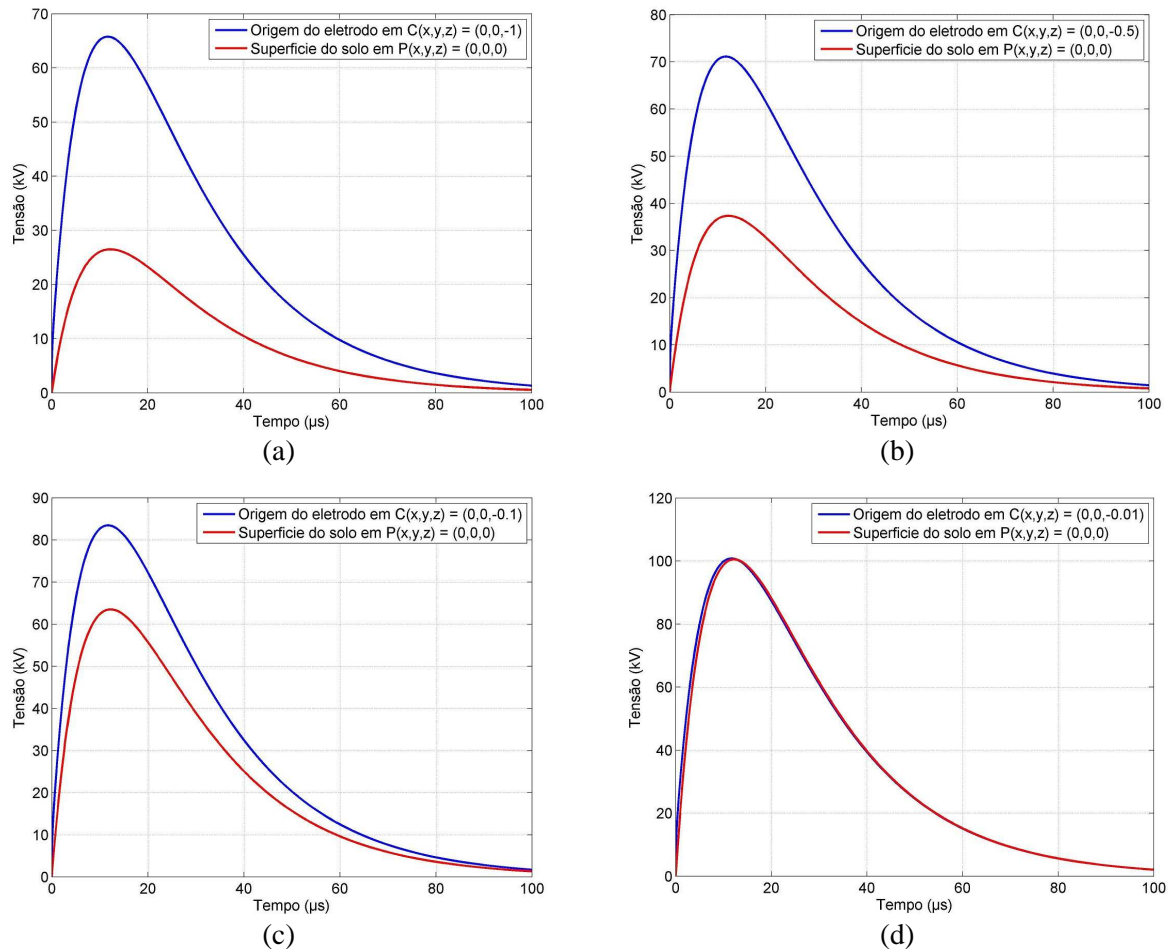 70
60
50
40
30
20
10
0
Tensão (kV)
Origem do eletrodo em C(x,y,z) = (0,0,-1)
Superficie do solo em P(x,y,z) = (0,0,0)
0 20 40 60 80 100
Tempo (µs)
(a)
80
70
60
50
40
30
20
10
0
Tensão (kV)
Origem do eletrodo em C(x,y,z) = (0,0,-0.5)
Superficie do solo em P(x,y,z) = (0,0,0)
0 20 40 60 80 100
Tempo (µs)
(b)
90
80
70
60
50
40
30
20
10
0
Tensão (kV)
Origem do eletrodo em C(x,y,z) = (0,0,-0.1)
Superficie do solo em P(x,y,z) = (0,0,0)
0 20 40 60 80 100
Tempo (µs)
(c)
120
100
80
60
40
20
0
Tensão (kV)
Origem do eletrodo em C(x,y,z) = (0,0,-0.01)
Superficie do solo em P(x,y,z) = (0,0,0)
0 20 40 60 80 100
Tempo (µs)
(d)